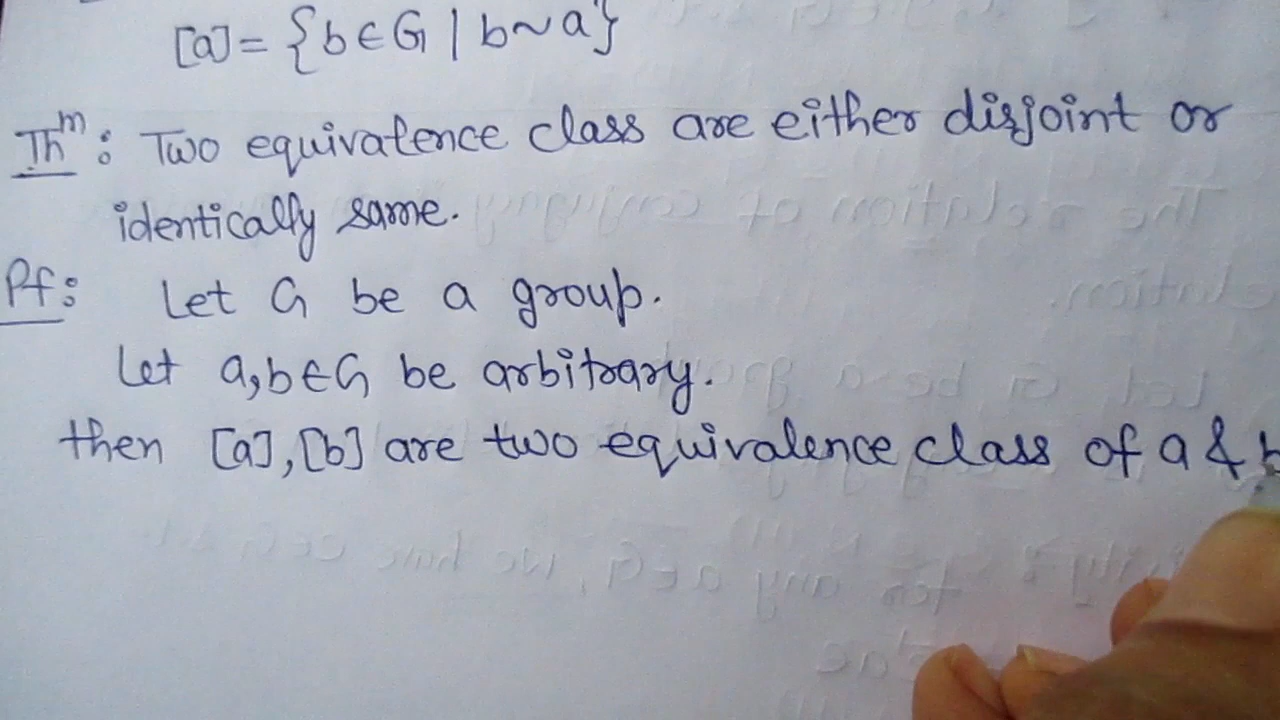 [a] = {b∈G | b~a}
Thᵐ: Two equivalence class are either disjoint or
identically same.
Pf: Let G be a group.
Let a,b∈G be arbitrary.
then [a],[b] are two equivalence class of a & b